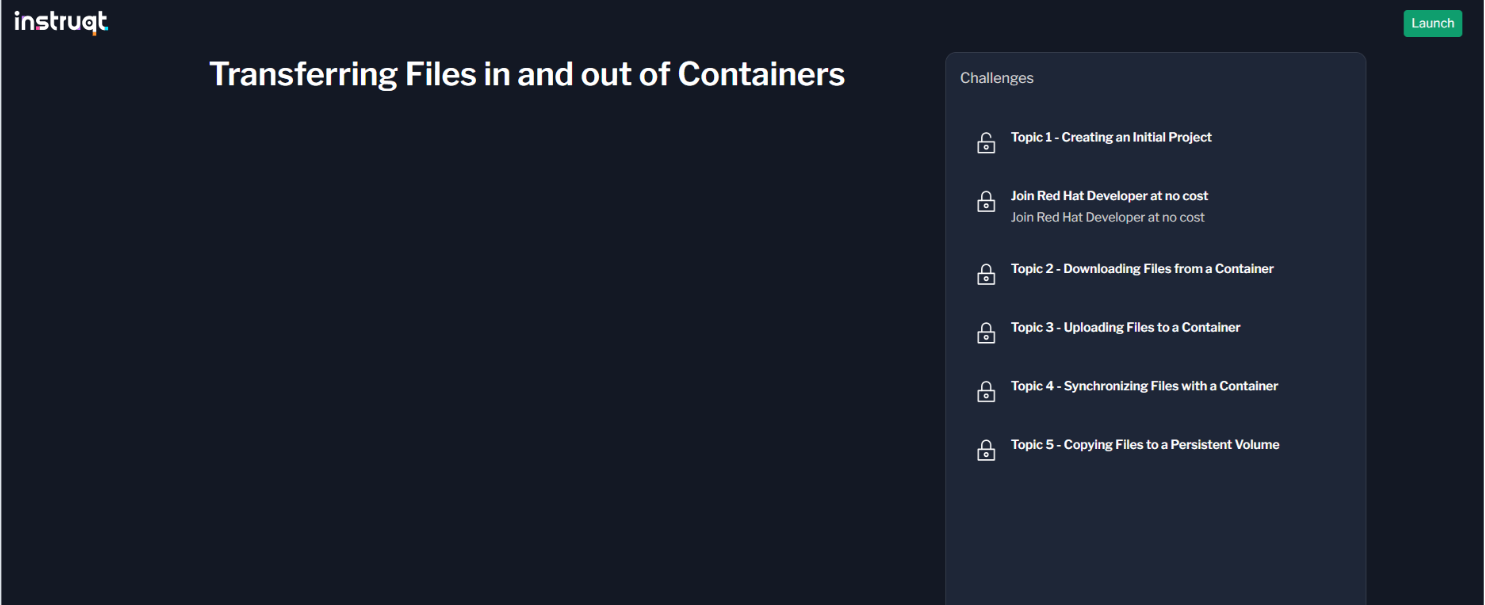 instruqt
Launch
Transferring Files in and out of Containers
Challenges
Topic 1 - Creating an Initial Project
Join Red Hat Developer at no cost
Join Red Hat Developer at no cost
Topic 2 - Downloading Files from a Container
Topic 3 - Uploading Files to a Container
Topic 4 - Synchronizing Files with a Container
Topic 5 - Copying Files to a Persistent Volume